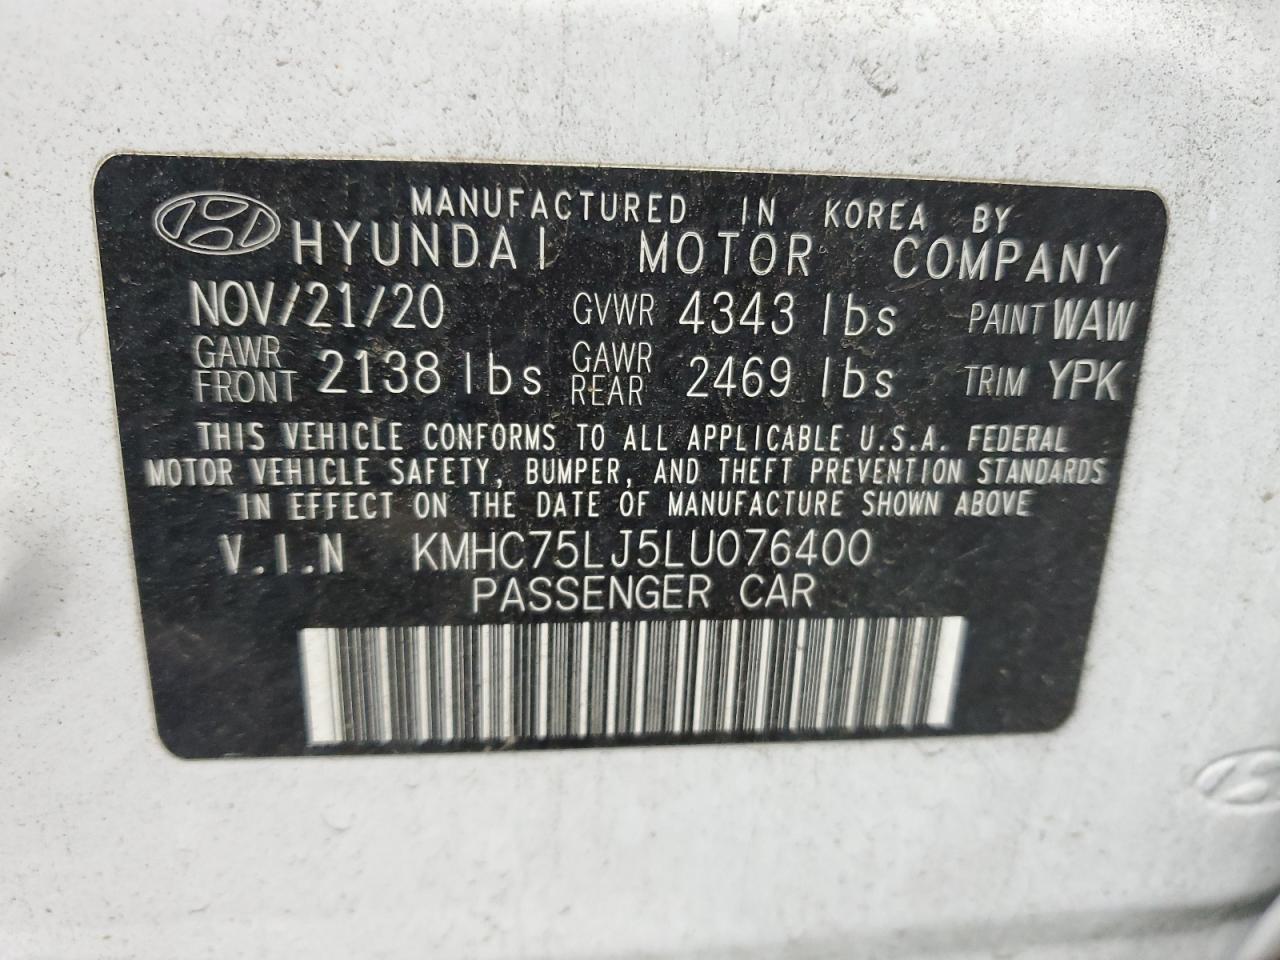 MANUFACTURED IN KOREA BY
HYUNDAI MOTOR COMPANY
NOV/21/20 GVWR 4343 lbs PAINT WAW
GAWR FRONT 2138 lbs GAWR REAR 2469 lbs TRIM YPK
THIS VEHICLE CONFORMS TO ALL APPLICABLE U.S.A. FEDERAL
MOTOR VEHICLE SAFETY, BUMPER, AND THEFT PREVENTION STANDARDS
IN EFFECT ON THE DATE OF MANUFACTURE SHOWN ABOVE
V.I.N KMHC75LJ5LU076400
PASSENGER CAR